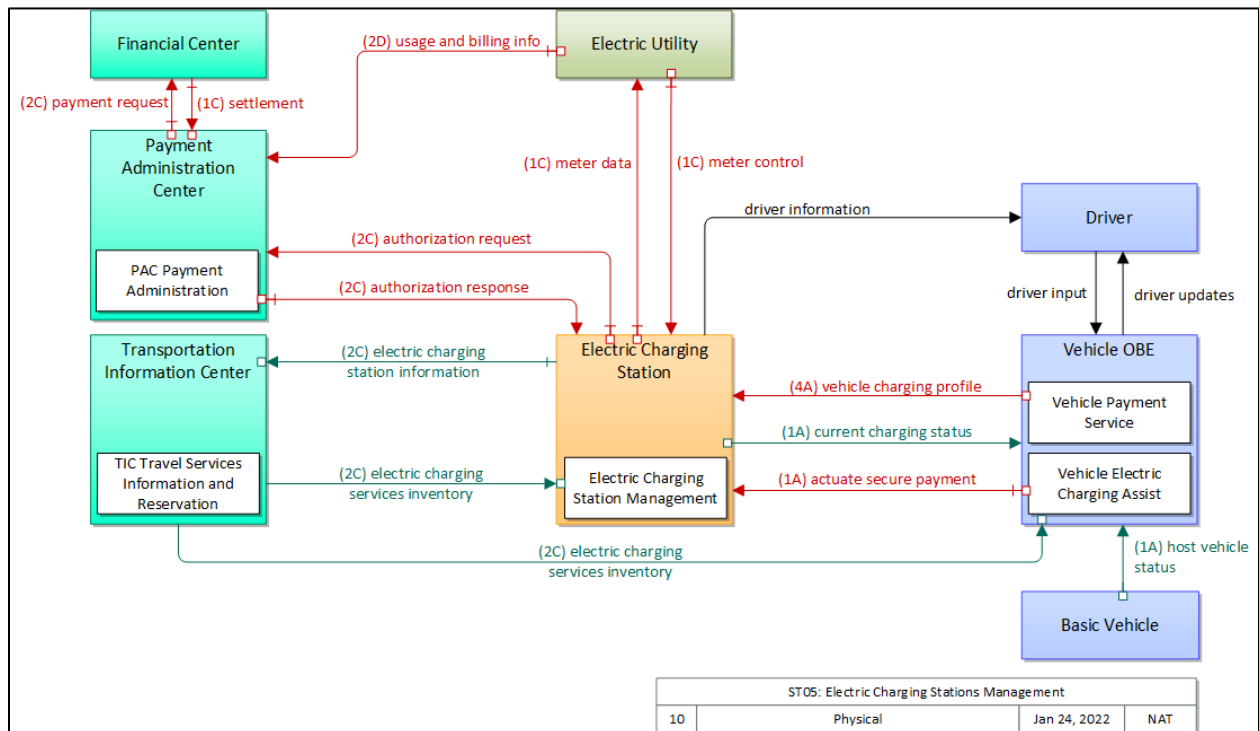 Financial Center
(2D) usage and billing info
Electric Utility
(2C) payment request
(1C) settlement
Payment
Administration
Center
(1C) meter data
(1C) meter control
driver information
Driver
(2C) authorization request
PAC Payment
Administration
(2C) authorization response
driver input
driver updates
Transportation
Information Center
(2C) electric charging
station information
Electric Charging
Station
Vehicle OBE
(4A) vehicle charging profile
Vehicle Payment
Service
(1A) current charging status
TIC Travel Services
Information and
Reservation
(2C) electric charging
services inventory
Electric Charging
Station Management
(1A) actuate secure payment
Vehicle Electric
Charging Assist
(2C) electric charging
services inventory
(1A) host vehicle
status
Basic Vehicle
ST05: Electric Charging Stations Management
10 Physical Jan 24, 2022 NAT